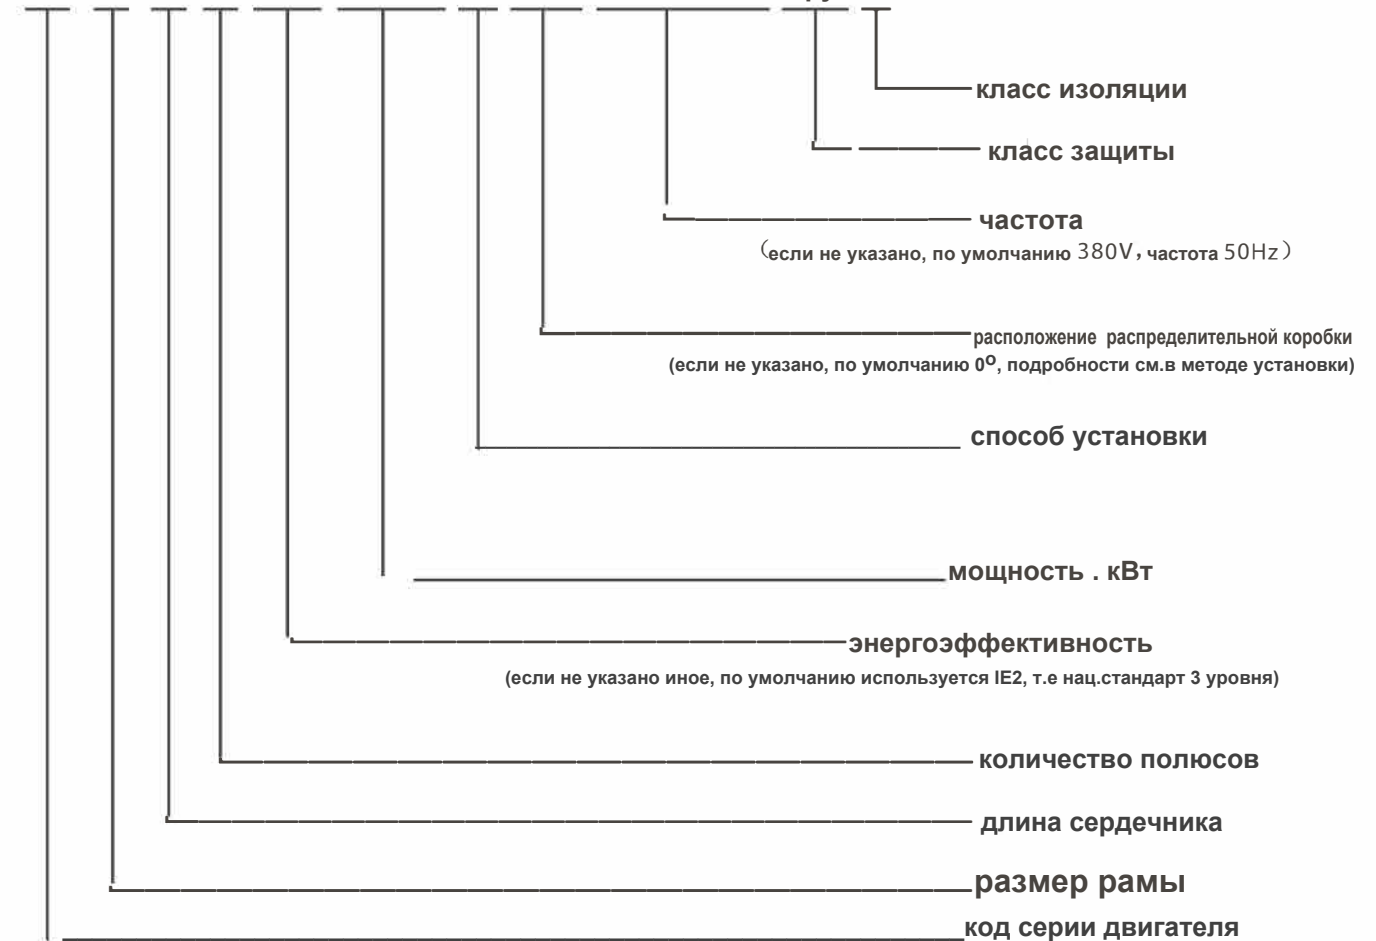 класс изоляции
класс защиты
частота
(если не указано, по умолчанию 380V, частота 50Hz)
расположение распределительной коробки
(если не указано, по умолчанию 0º, подробности см.в методе установки)
способ установки
мощность . кВт
энергоэффективность
(если не указано иное, по умолчанию используется IE2, т.е нац.стандарт 3 уровня)
количество полюсов
длина сердечника
размер рамы
код серии двигателя